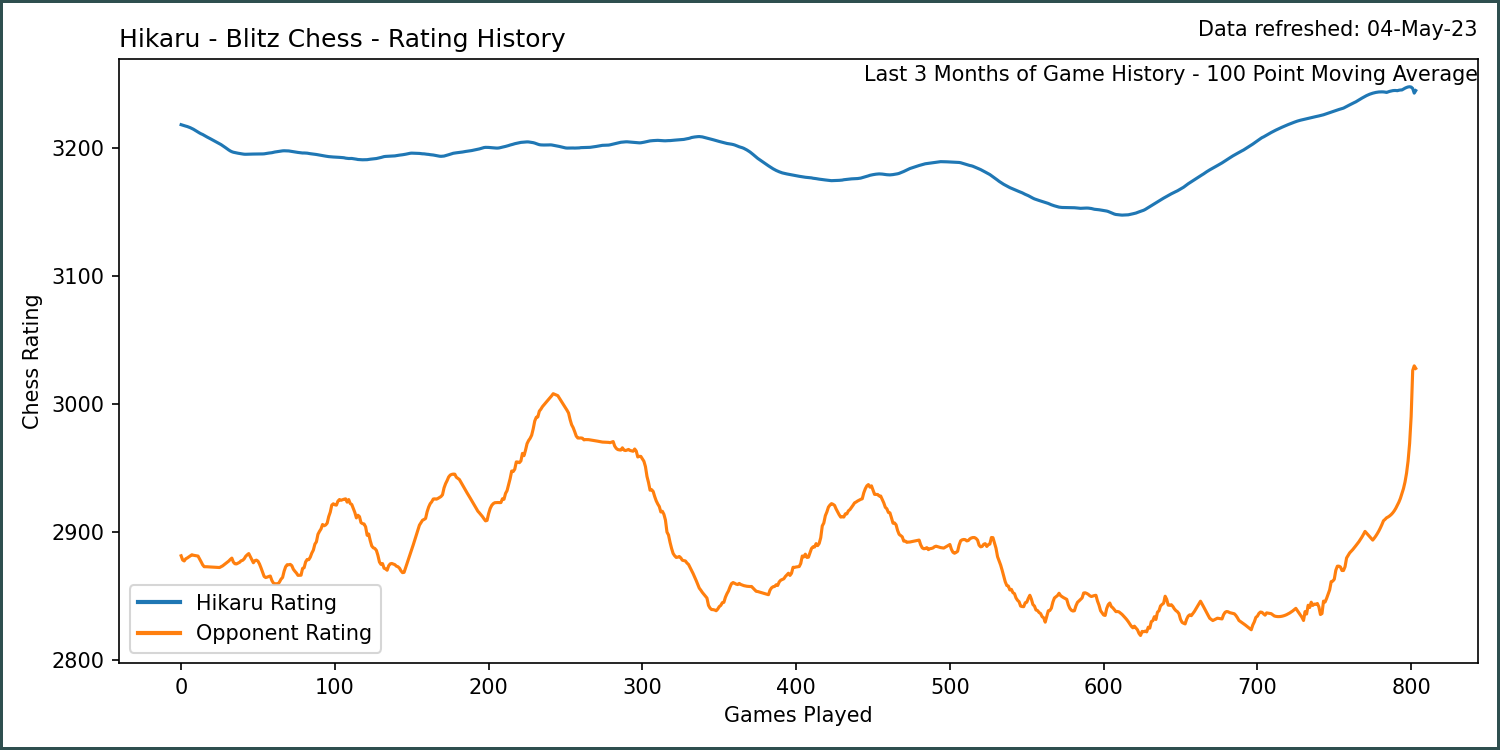 Data refreshed: 04-May-23
Hikaru - Blitz Chess - Rating History
Last 3 Months of Game History - 100 Point Moving Average
3200
3100
3000
2900
2800
Chess Rating
Hikaru Rating
Opponent Rating
0 100 200 300 400 500 600 700 800
Games Played